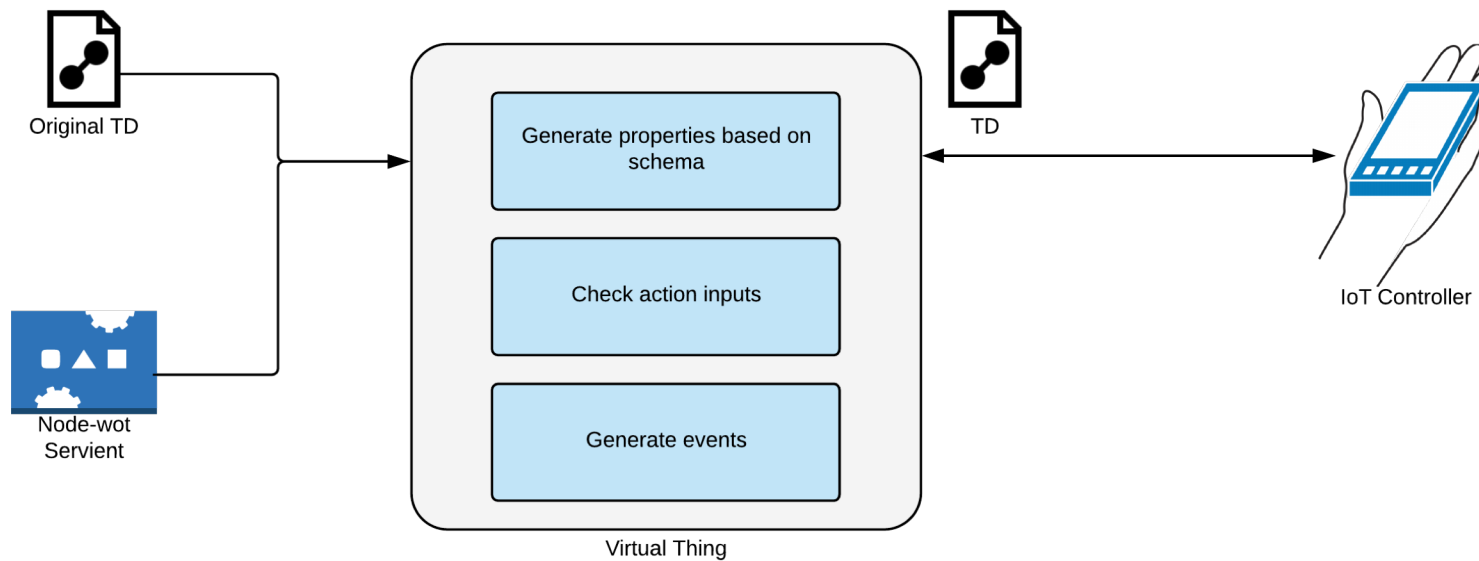 Original TD
Node-wot
Servient
Generate properties based on
schema
Check action inputs
Generate events
Virtual Thing
TD
IoT Controller